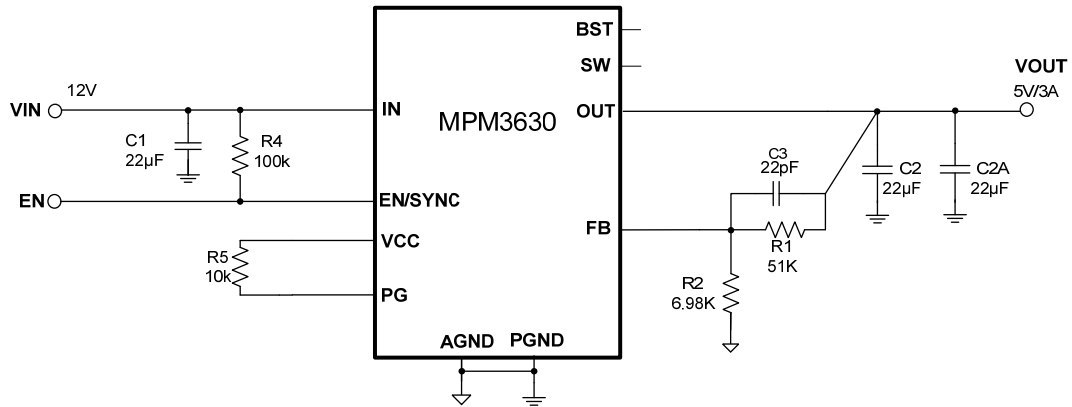 BST
SW
VOUT
5V/3A
12V
VIN
IN
MPM3630
OUT
C1
22µF
R4
100k
C3
22pF
C2
22µF
C2A
22µF
EN
EN/SYNC
FB
VCC
R5
10k
R1
51K
R2
6.98K
PG
AGND
PGND